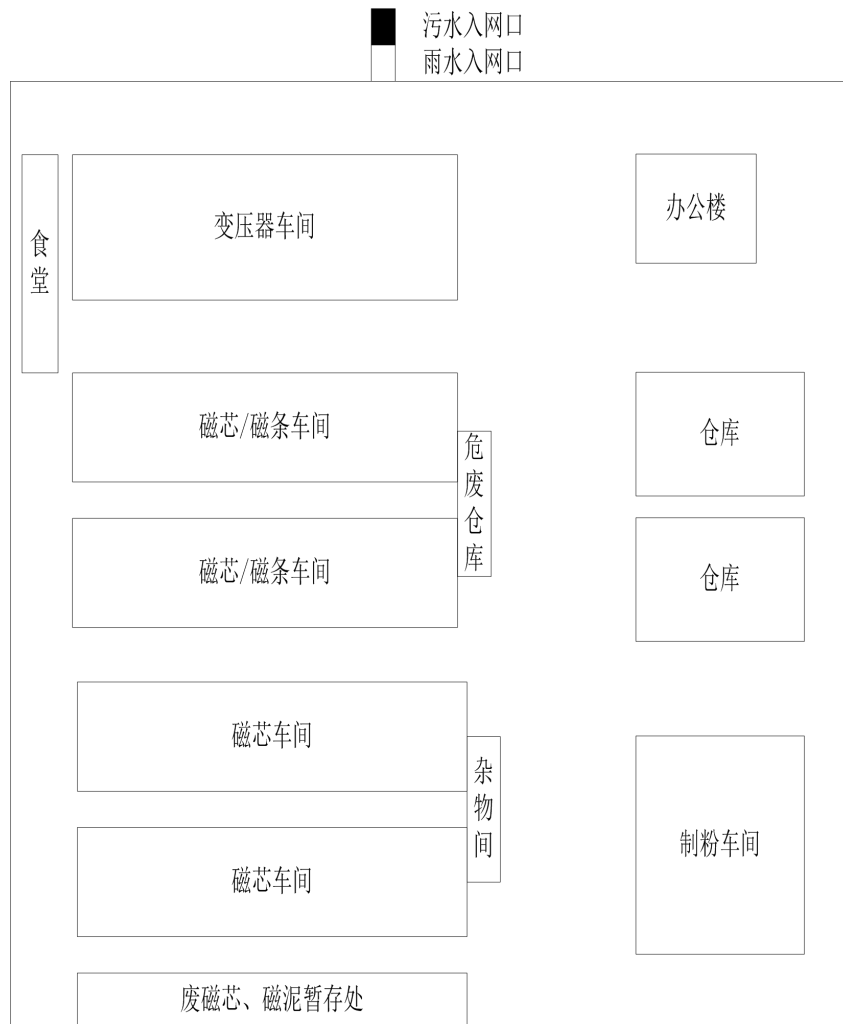 污水入网口
雨水入网口
食堂
变压器车间
办公楼
磁芯/磁条车间
危废仓库
仓库
磁芯/磁条车间
仓库
磁芯车间
杂物间
制粉车间
磁芯车间
废磁芯、磁泥暂存处